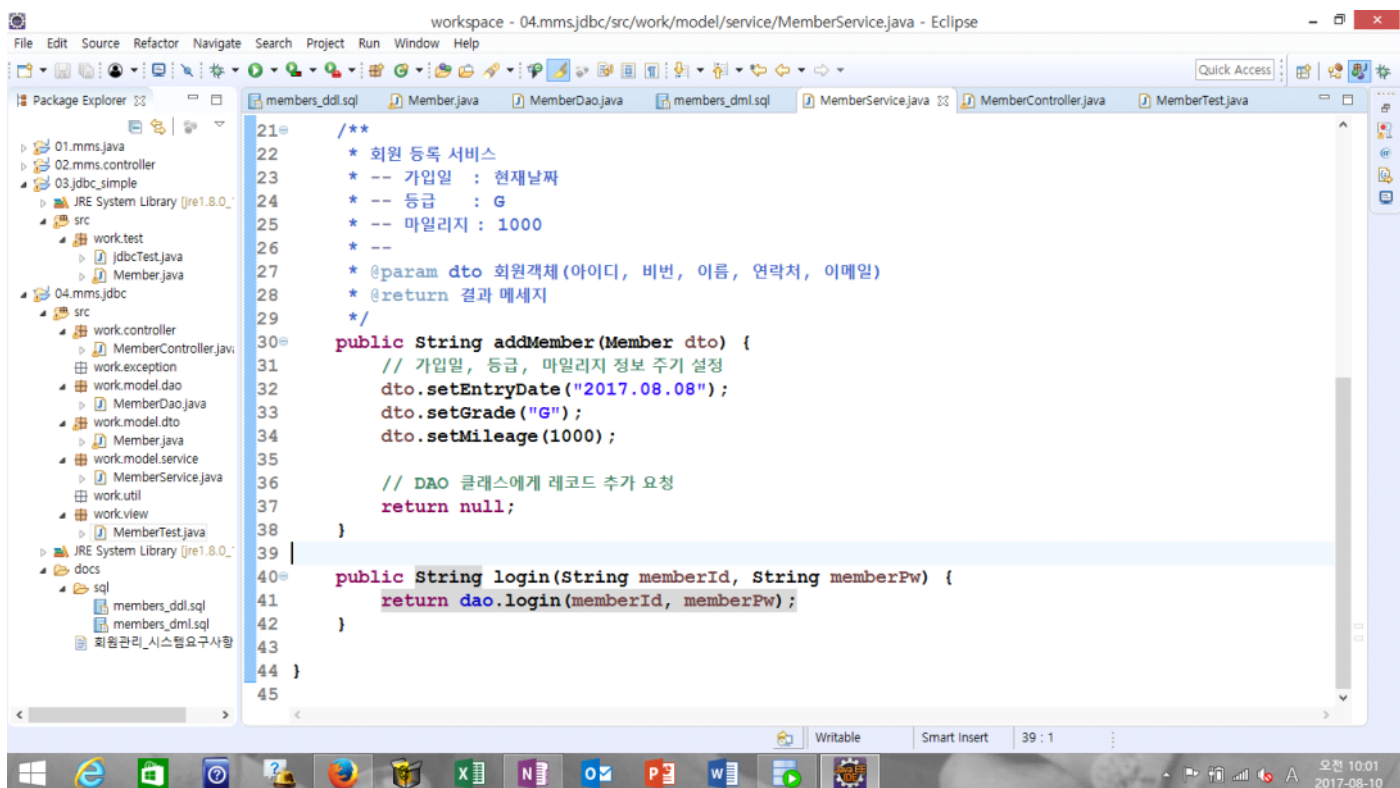 workspace - 04.mms.jdbc/src/work/model/service/MemberService.java - Eclipse
File Edit Source Refactor Navigate Search Project Run Window Help
Quick Access
Package Explorer
members_ddl.sql Member.java MemberDao.java members_dml.sql MemberService.java MemberController.java MemberTest.java
01.mms.java
02.mms.controller
03.jdbc_simple
JRE System Library [jre1.8.0_
src
work.test
jdbcTest.java
Member.java
04.mms.jdbc
src
work.controller
MemberController.java
work.exception
work.model.dao
MemberDao.java
work.model.dto
Member.java
work.model.service
MemberService.java
work.util
work.view
MemberTest.java
JRE System Library [jre1.8.0_
docs
sql
members_ddl.sql
members_dml.sql
회원관리_시스템요구사항
21 /**
22 * 회원 등록 서비스
23 * -- 가입일 : 현재날짜
24 * -- 등급 : G
25 * -- 마일리지 : 1000
26 * --
27 * @param dto 회원객체(아이디, 비번, 이름, 연락처, 이메일)
28 * @return 결과 메세지
29 */
30 public String addMember(Member dto) {
31 // 가입일, 등급, 마일리지 정보 주기 설정
32 dto.setEntryDate("2017.08.08");
33 dto.setGrade("G");
34 dto.setMileage(1000);
35
36 // DAO 클래스에게 레코드 추가 요청
37 return null;
38 }
39
40 public String login(String memberId, String memberPw) {
41 return dao.login(memberId, memberPw);
42 }
43
44 }
45
Writable Smart Insert 39 : 1
A 오전 10:01
2017-08-10